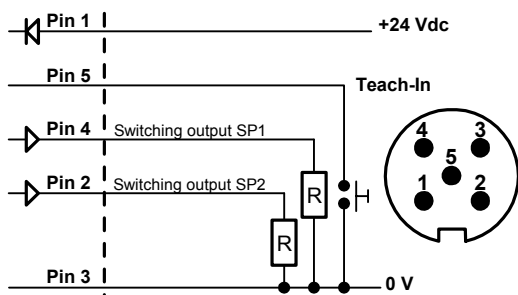 Pin 1
+24 Vdc
Pin 5
Teach-In
Pin 4 Switching output SP1
4 3
5
R
Pin 2 Switching output SP2
1 2
R
Pin 3
0 V